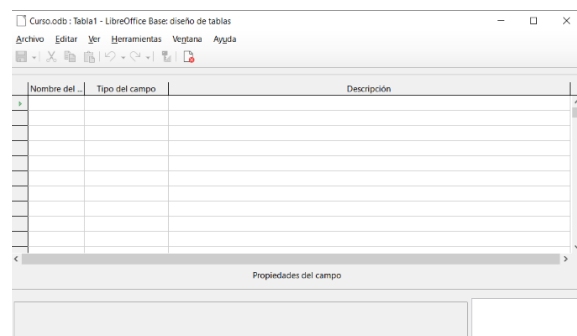 Curso.odb : Tabla1 - LibreOffice Base: diseño de tablas
Archivo Editar Ver Herramientas Ventana Ayuda
Nombre del ... Tipo del campo Descripción
Propiedades del campo